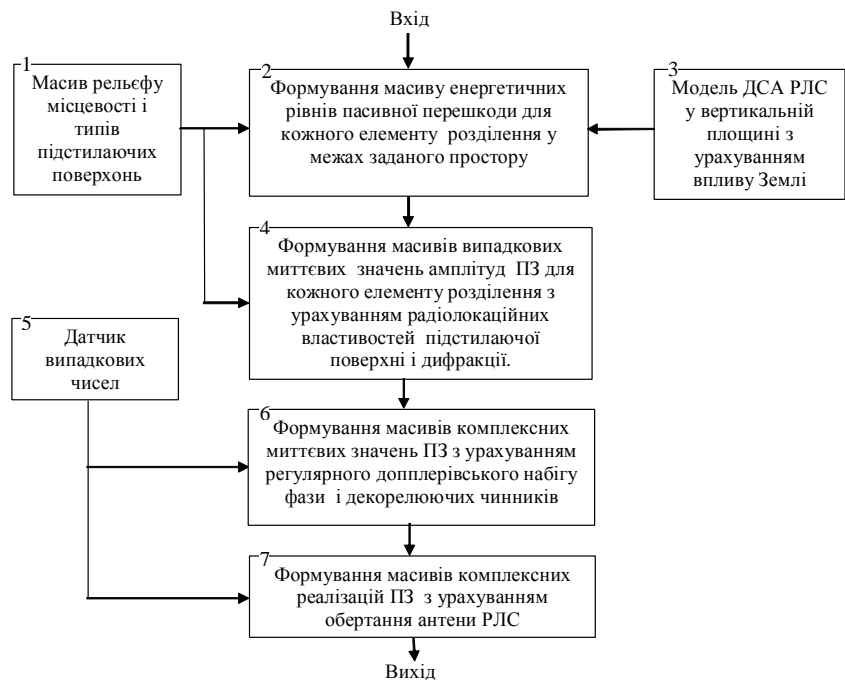 Вхід
1
Масив рельєфу
місцевості і
типів
підстилаючих
поверхонь
2
Формування масиву енергетичних
рівнів пасивної перешкоди для
кожного елементу розділення у
межах заданого простору
3
Модель ДСА РЛС
у вертикальній
площині з
урахуванням
впливу Землі
4
Формування масивів випадкових
миттєвих значень амплітуд ПЗ для
кожного елементу розділення з
урахуванням радіолокаційних
властивостей підстилаючої
поверхні і дифракції.
5
Датчик
випадкових
чисел
6
Формування масивів комплексних
миттєвих значень ПЗ з урахуванням
регулярного допплерівського набігу
фази і декорелюючих чинників
7
Формування масивів комплексних
реалізацій ПЗ з урахуванням
обертання антени РЛС
Вихід